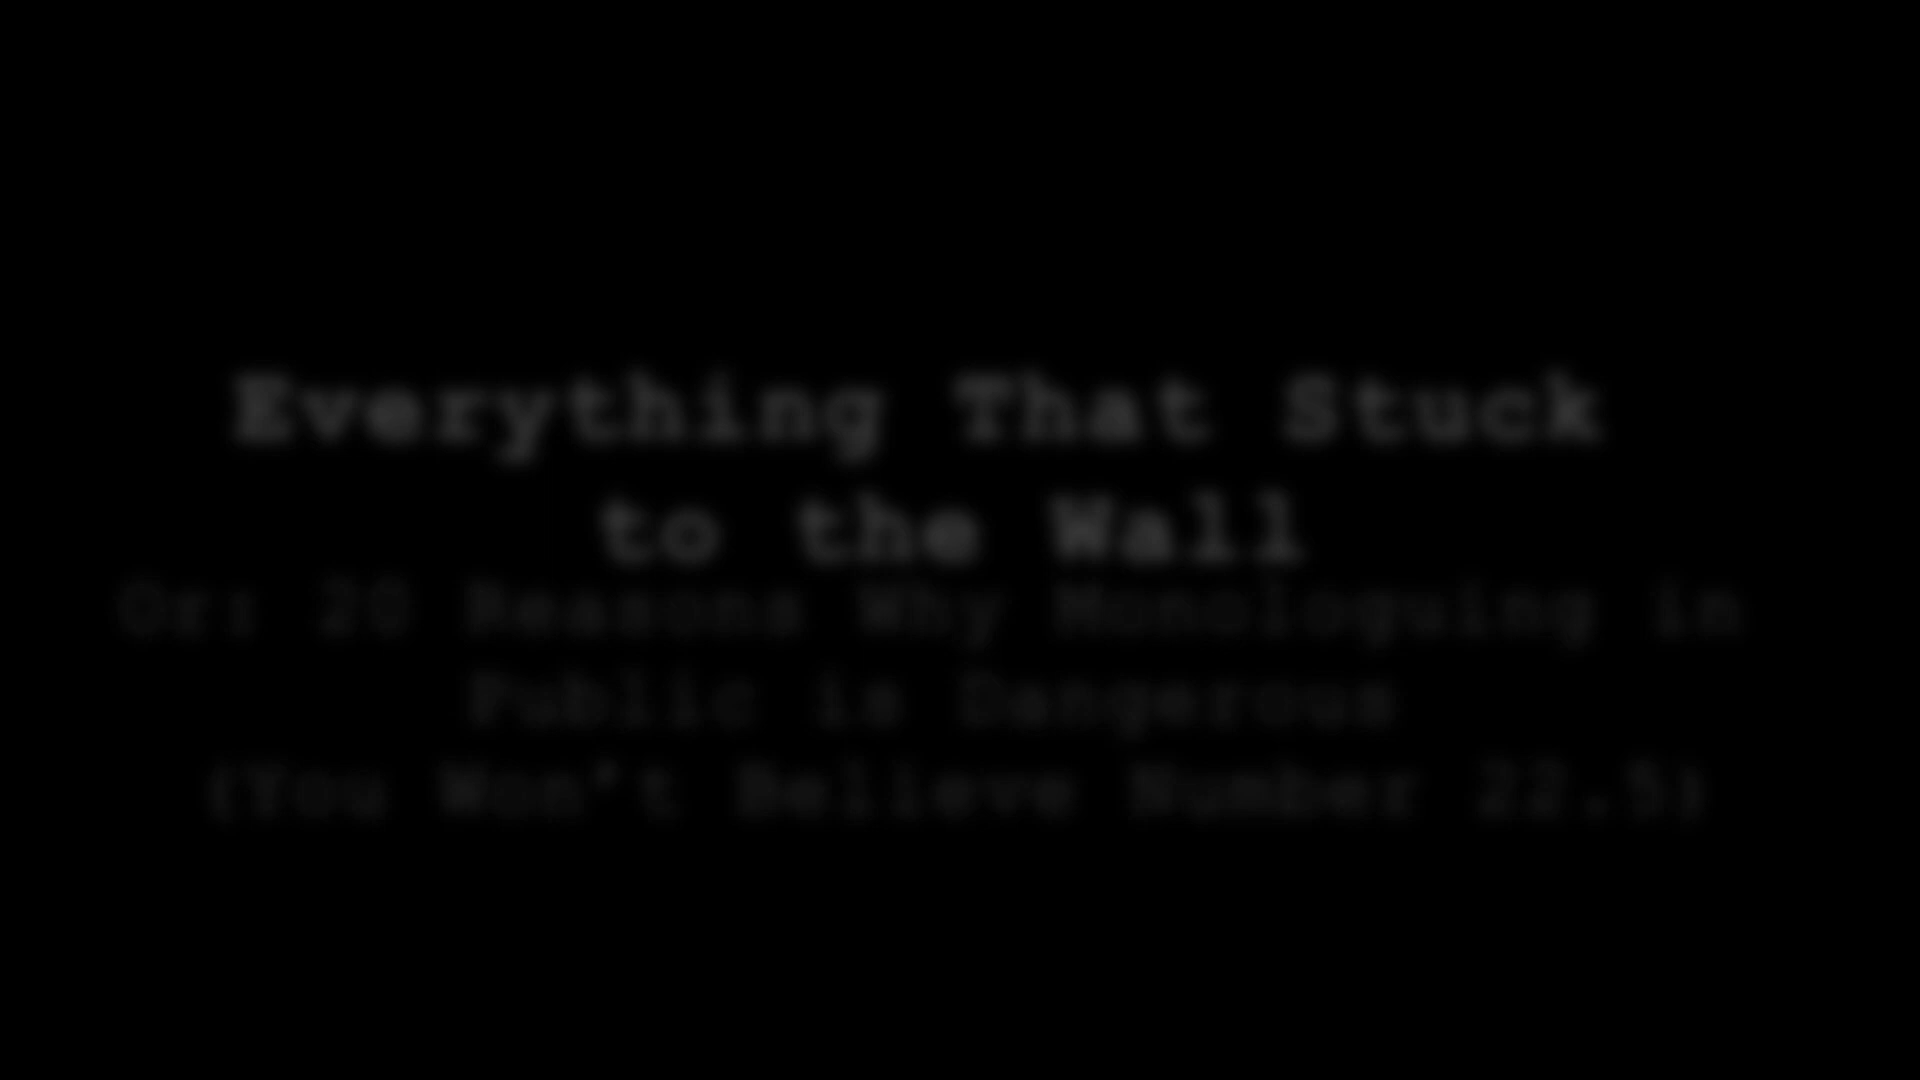 Everything That Stuck
to the Wall
Or: 20 Reasons Why Monologuing in
Public is Dangerous
(You Won't Believe Number 22.5)